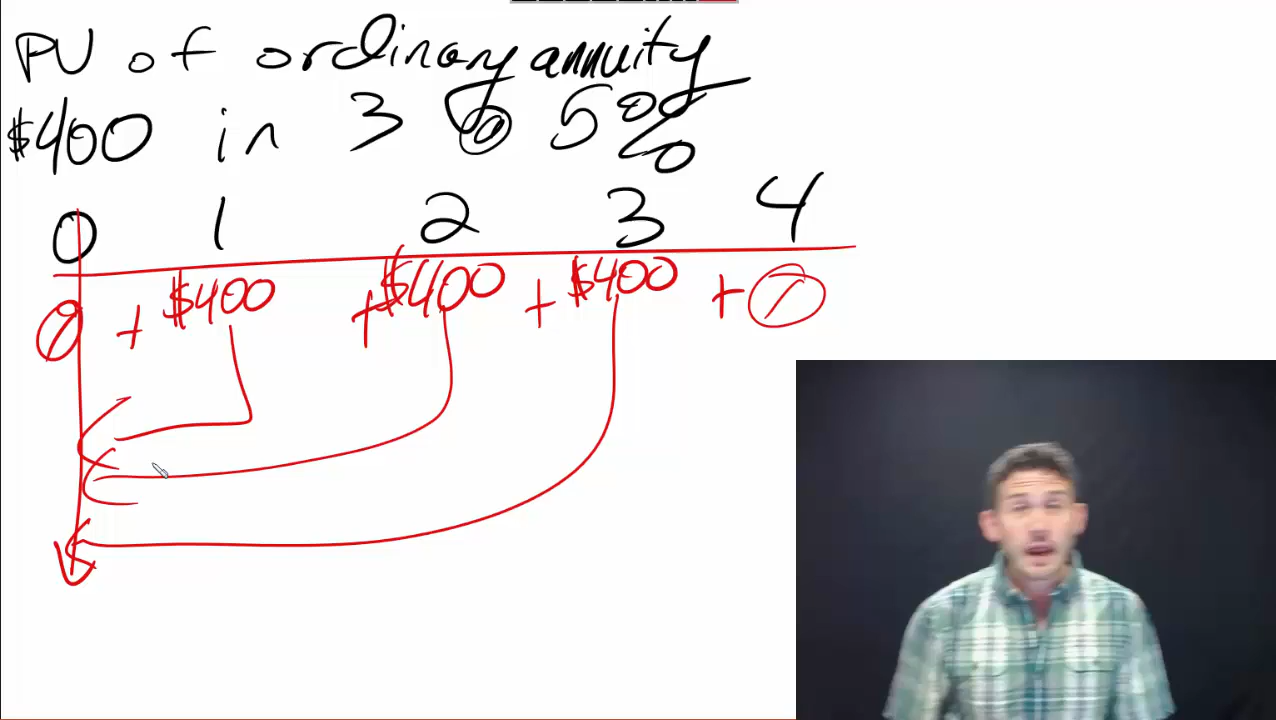 PV of ordinary annuity
$400 in 3 @ 5%
0 1 2 3 4
0 + $400 + $400 + $400 + 0